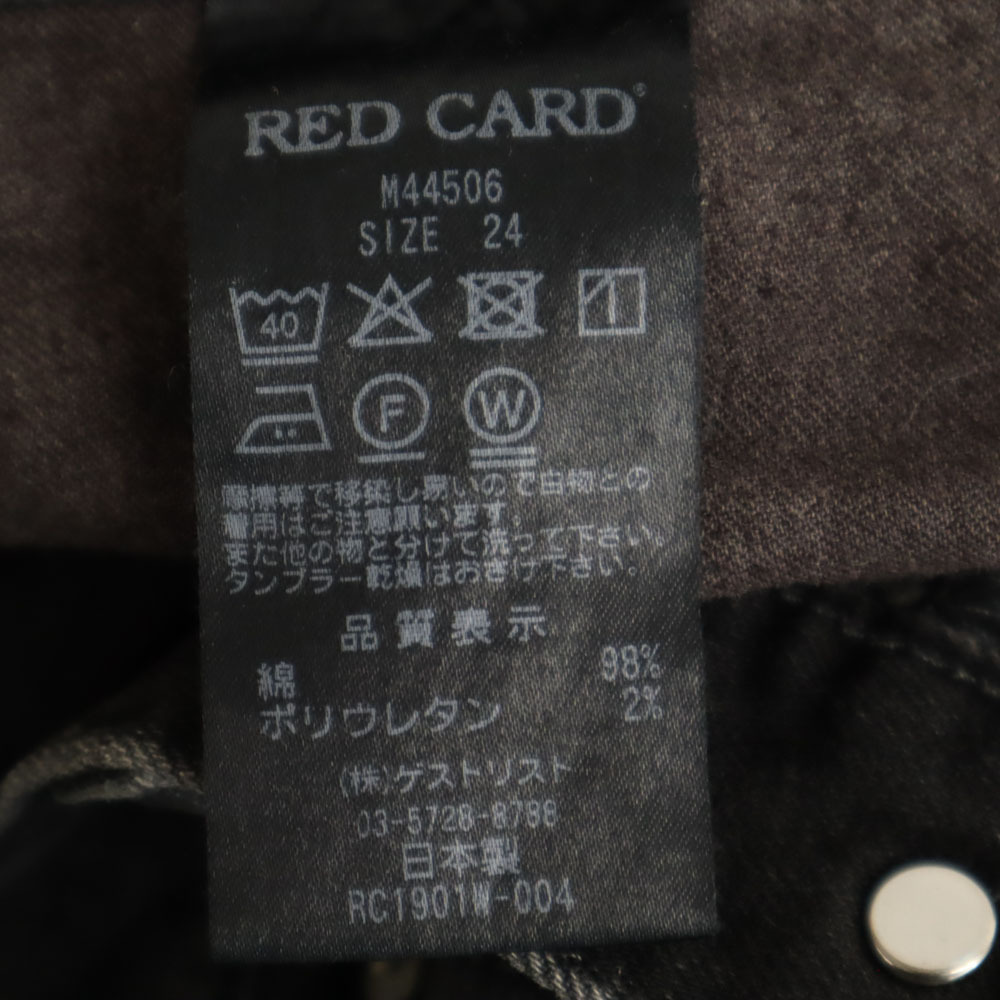 RED CARD®
M44506
SIZE 24
40
F W
摩擦等で移染し易いので白物との
着用はご注意願います。
また他の物と分けて洗って下さい。
タンブラー乾燥はおさけ下さい。
品質表示
綿 98%
ポリウレタン 2%
(株)ゲストリスト
03-5728-8788
日本製
RC1901W-004